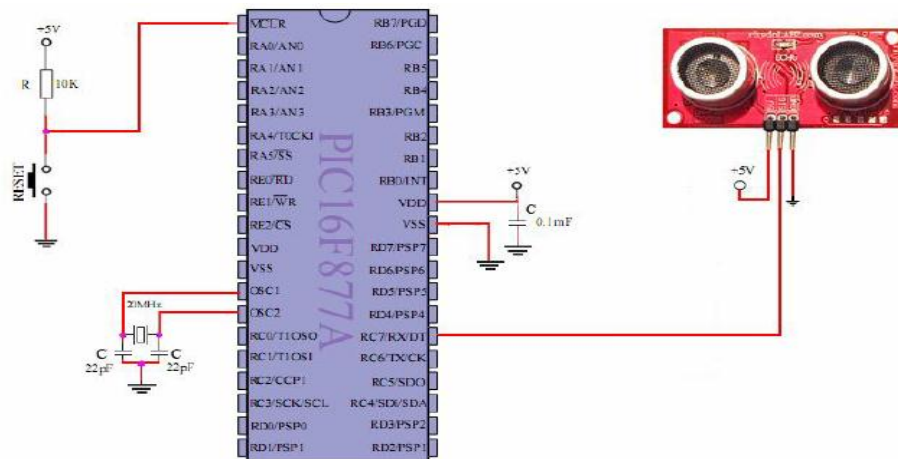 +5V
R
10K
RESET
MCLR
RA0/AN0
RA1/AN1
RA2/AN2
RA3/AN3
RA4/T0CKI
RA5/SS
RE0/RD
RE1/WR
RE2/CS
VDD
VSS
OSC1
OSC2
RC0/T1OSO
RC1/T1OSI
RC2/CCP1
RC3/SCK/SCL
RD0/PSP0
RD1/PSP1
20MHz
C
C
22pF
22pF
PIC16F877A
RB7/PGD
RB6/PGC
RB5
RB4
RB3/PGM
RB2
RB1
RB0/INT
VDD
VSS
RD7/PSP7
RD6/PSP6
RD5/PSP5
RD4/PSP4
RC7/RX/DT
RC6/TX/CK
RC5/SDO
RC4/SDI/SDA
RD3/PSP2
RD2/PSP1
+5V
C
0.1mF
+5V